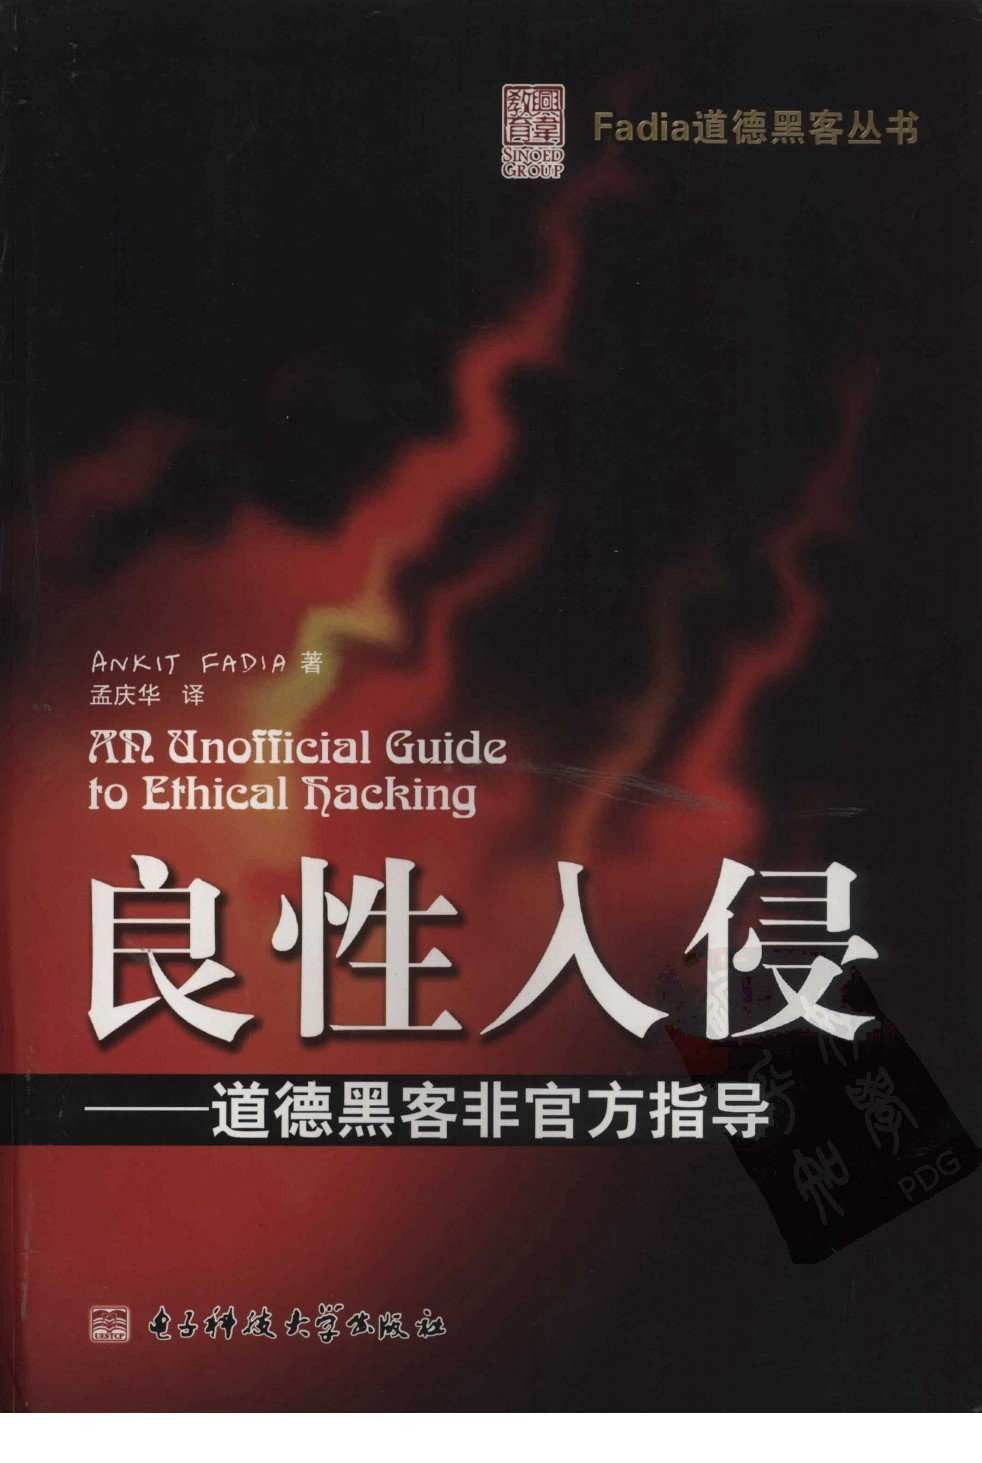 SINOED
GROUP
Fadia道德黑客丛书
ANKIT FADIA 著
孟庆华 译
AN Unofficial Guide
to Ethical Hacking
良性入侵
——道德黑客非官方指导
PDG
电子科技大学出版社